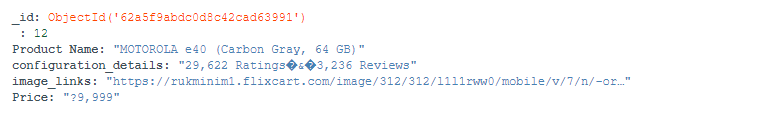 _id: ObjectId('62a5f9abdc0d8c42cad63991')
: 12
Product Name: "MOTOROLA e40 (Carbon Gray, 64 GB)"
configuration_details: "29,622 Ratings�&�3,236 Reviews"
image_links: "https://rukminim1.flixcart.com/image/312/312/l1l1rww0/mobile/v/7/n/-or…"
Price: "?9,999"